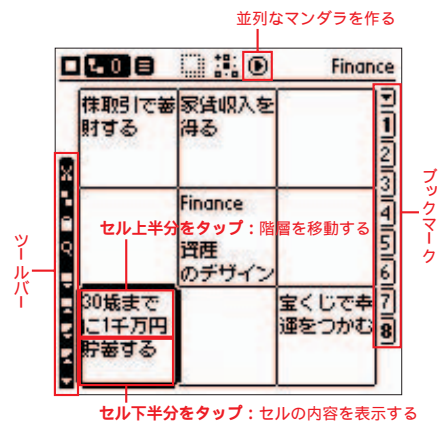 並列なマンダラを作る
0
Finance
株取引で蓄
財する
家賃収入を
得る
1
2
3
4
5
6
7
8
ブックマーク
ツールバー
Finance
資産
のデザイン
セル上半分をタップ：階層を移動する
30歳まで
に1千万円
貯蓄する
宝くじで幸
運をつかむ
セル下半分をタップ：セルの内容を表示する